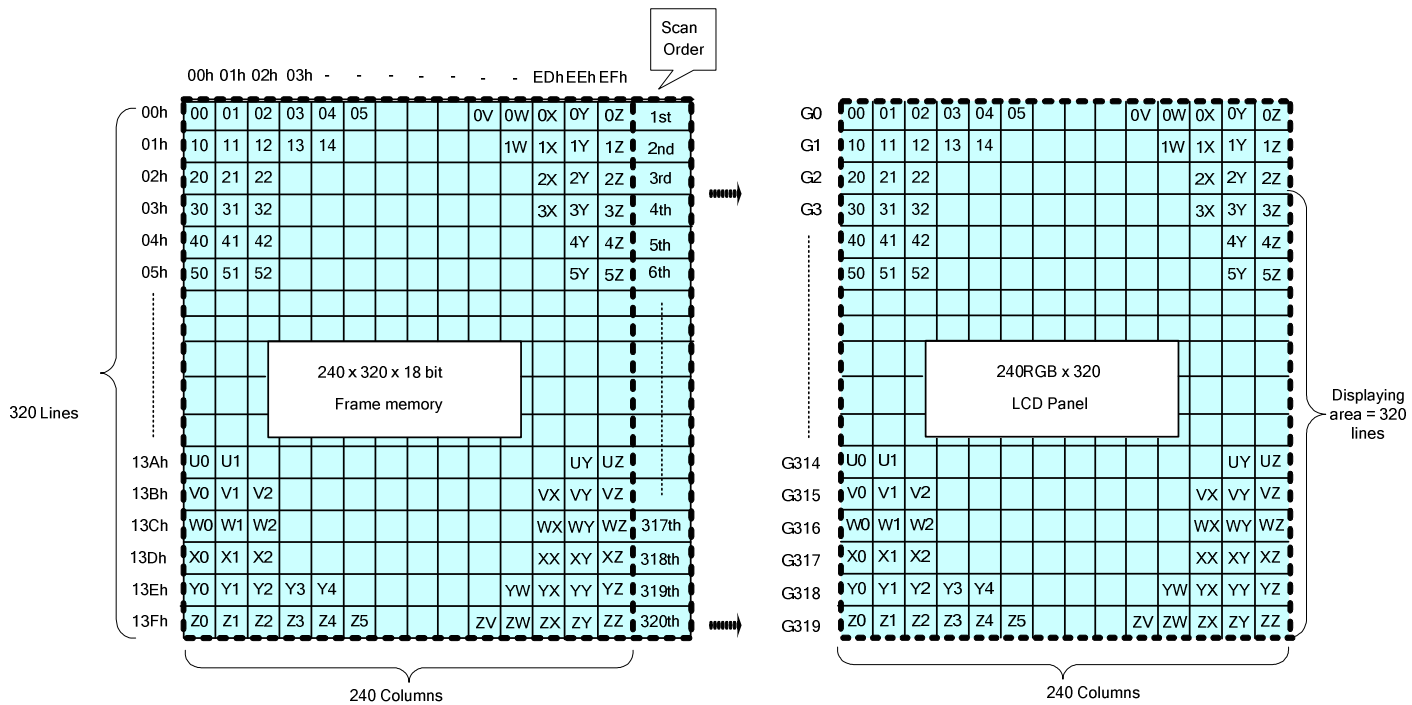 Scan
Order
00h 01h 02h 03h - - - - - - - EDh EEh EFh
00h 00 01 02 03 04 05 0V 0W 0X 0Y 0Z 1st
01h 10 11 12 13 14 1W 1X 1Y 1Z 2nd
02h 20 21 22 2X 2Y 2Z 3rd
03h 30 31 32 3X 3Y 3Z 4th
04h 40 41 42 4Y 4Z 5th
05h 50 51 52 5Y 5Z 6th
240 x 320 x 18 bit
Frame memory
320 Lines
13Ah U0 U1 UY UZ
13Bh V0 V1 V2 VX VY VZ
13Ch W0 W1 W2 WX WY WZ 317th
13Dh X0 X1 X2 XX XY XZ 318th
13Eh Y0 Y1 Y2 Y3 Y4 YW YX YY YZ 319th
13Fh Z0 Z1 Z2 Z3 Z4 Z5 ZV ZW ZX ZY ZZ 320th
240 Columns
G0 00 01 02 03 04 05 0V 0W 0X 0Y 0Z
G1 10 11 12 13 14 1W 1X 1Y 1Z
G2 20 21 22 2X 2Y 2Z
G3 30 31 32 3X 3Y 3Z
40 41 42 4Y 4Z
50 51 52 5Y 5Z
240RGB x 320
LCD Panel
Displaying
area = 320
lines
G314 U0 U1 UY UZ
G315 V0 V1 V2 VX VY VZ
G316 W0 W1 W2 WX WY WZ
G317 X0 X1 X2 XX XY XZ
G318 Y0 Y1 Y2 Y3 Y4 YW YX YY YZ
G319 Z0 Z1 Z2 Z3 Z4 Z5 ZV ZW ZX ZY ZZ
240 Columns